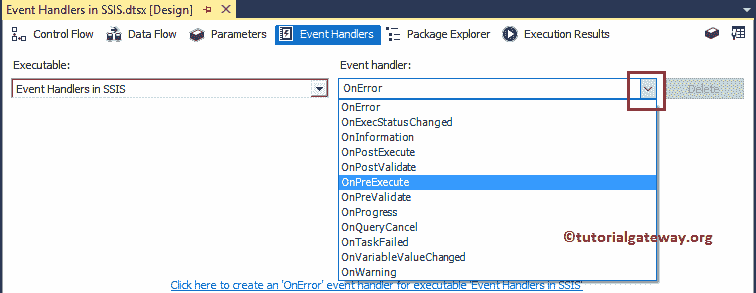 Event Handlers in SSIS.dtsx [Design]
Control Flow Data Flow Parameters Event Handlers Package Explorer Execution Results
Executable: Event handler:
Event Handlers in SSIS OnError Delete
OnError
OnExecStatusChanged
OnInformation
OnPostExecute
OnPostValidate
OnPreExecute
OnPreValidate
OnProgress
OnQueryCancel
©tutorialgateway.org
OnTaskFailed
OnVariableValueChanged
OnWarning
Click here to create an 'OnError' event handler for executable 'Event Handlers in SSIS'